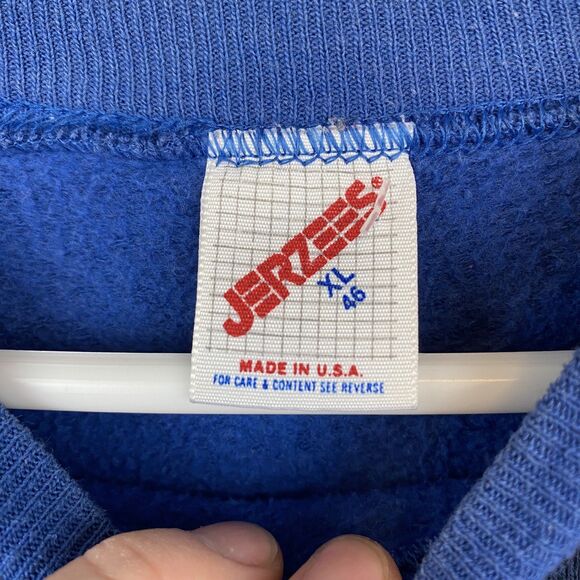 JERZEES®
XL
46
MADE IN U.S.A.
FOR CARE & CONTENT SEE REVERSE